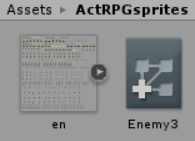 Assets ▸ ActRPGsprites
en Enemy3